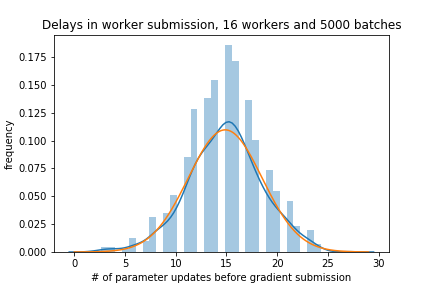 Delays in worker submission, 16 workers and 5000 batches
0.175
0.150
0.125
0.100
0.075
0.050
0.025
0.000
frequency
0 5 10 15 20 25 30
# of parameter updates before gradient submission